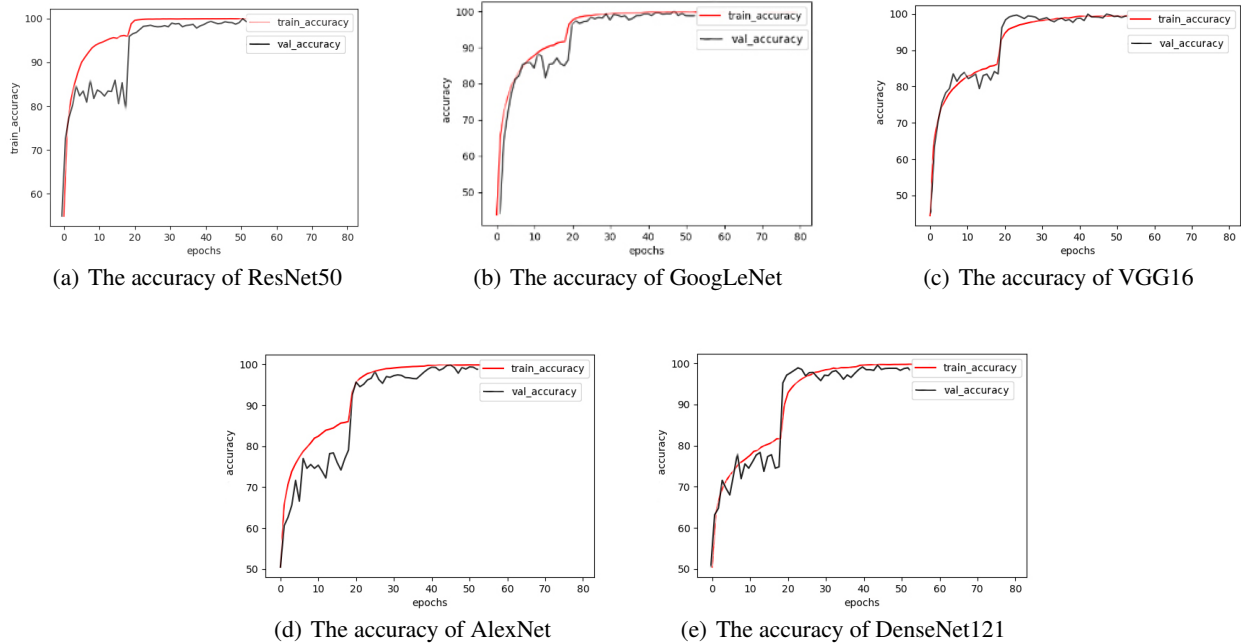 100
90
80
70
60
train_accuracy
train_accuracy
val_accuracy
0 10 20 30 40 50 60 70 80
epochs
(a) The accuracy of ResNet50
100
90
80
70
60
50
accuracy
train_accuracy
val_accuracy
0 10 20 30 40 50 60 70 80
epochs
(b) The accuracy of GoogLeNet
100
90
80
70
60
50
accuracy
train_accuracy
val_accuracy
0 10 20 30 40 50 60 70 80
epochs
(c) The accuracy of VGG16
100
90
80
70
60
50
accuracy
train_accuracy
val_accuracy
0 10 20 30 40 50 60 70 80
epochs
(d) The accuracy of AlexNet
100
90
80
70
60
50
accuracy
train_accuracy
val_accuracy
0 10 20 30 40 50 60 70 80
epochs
(e) The accuracy of DenseNet121